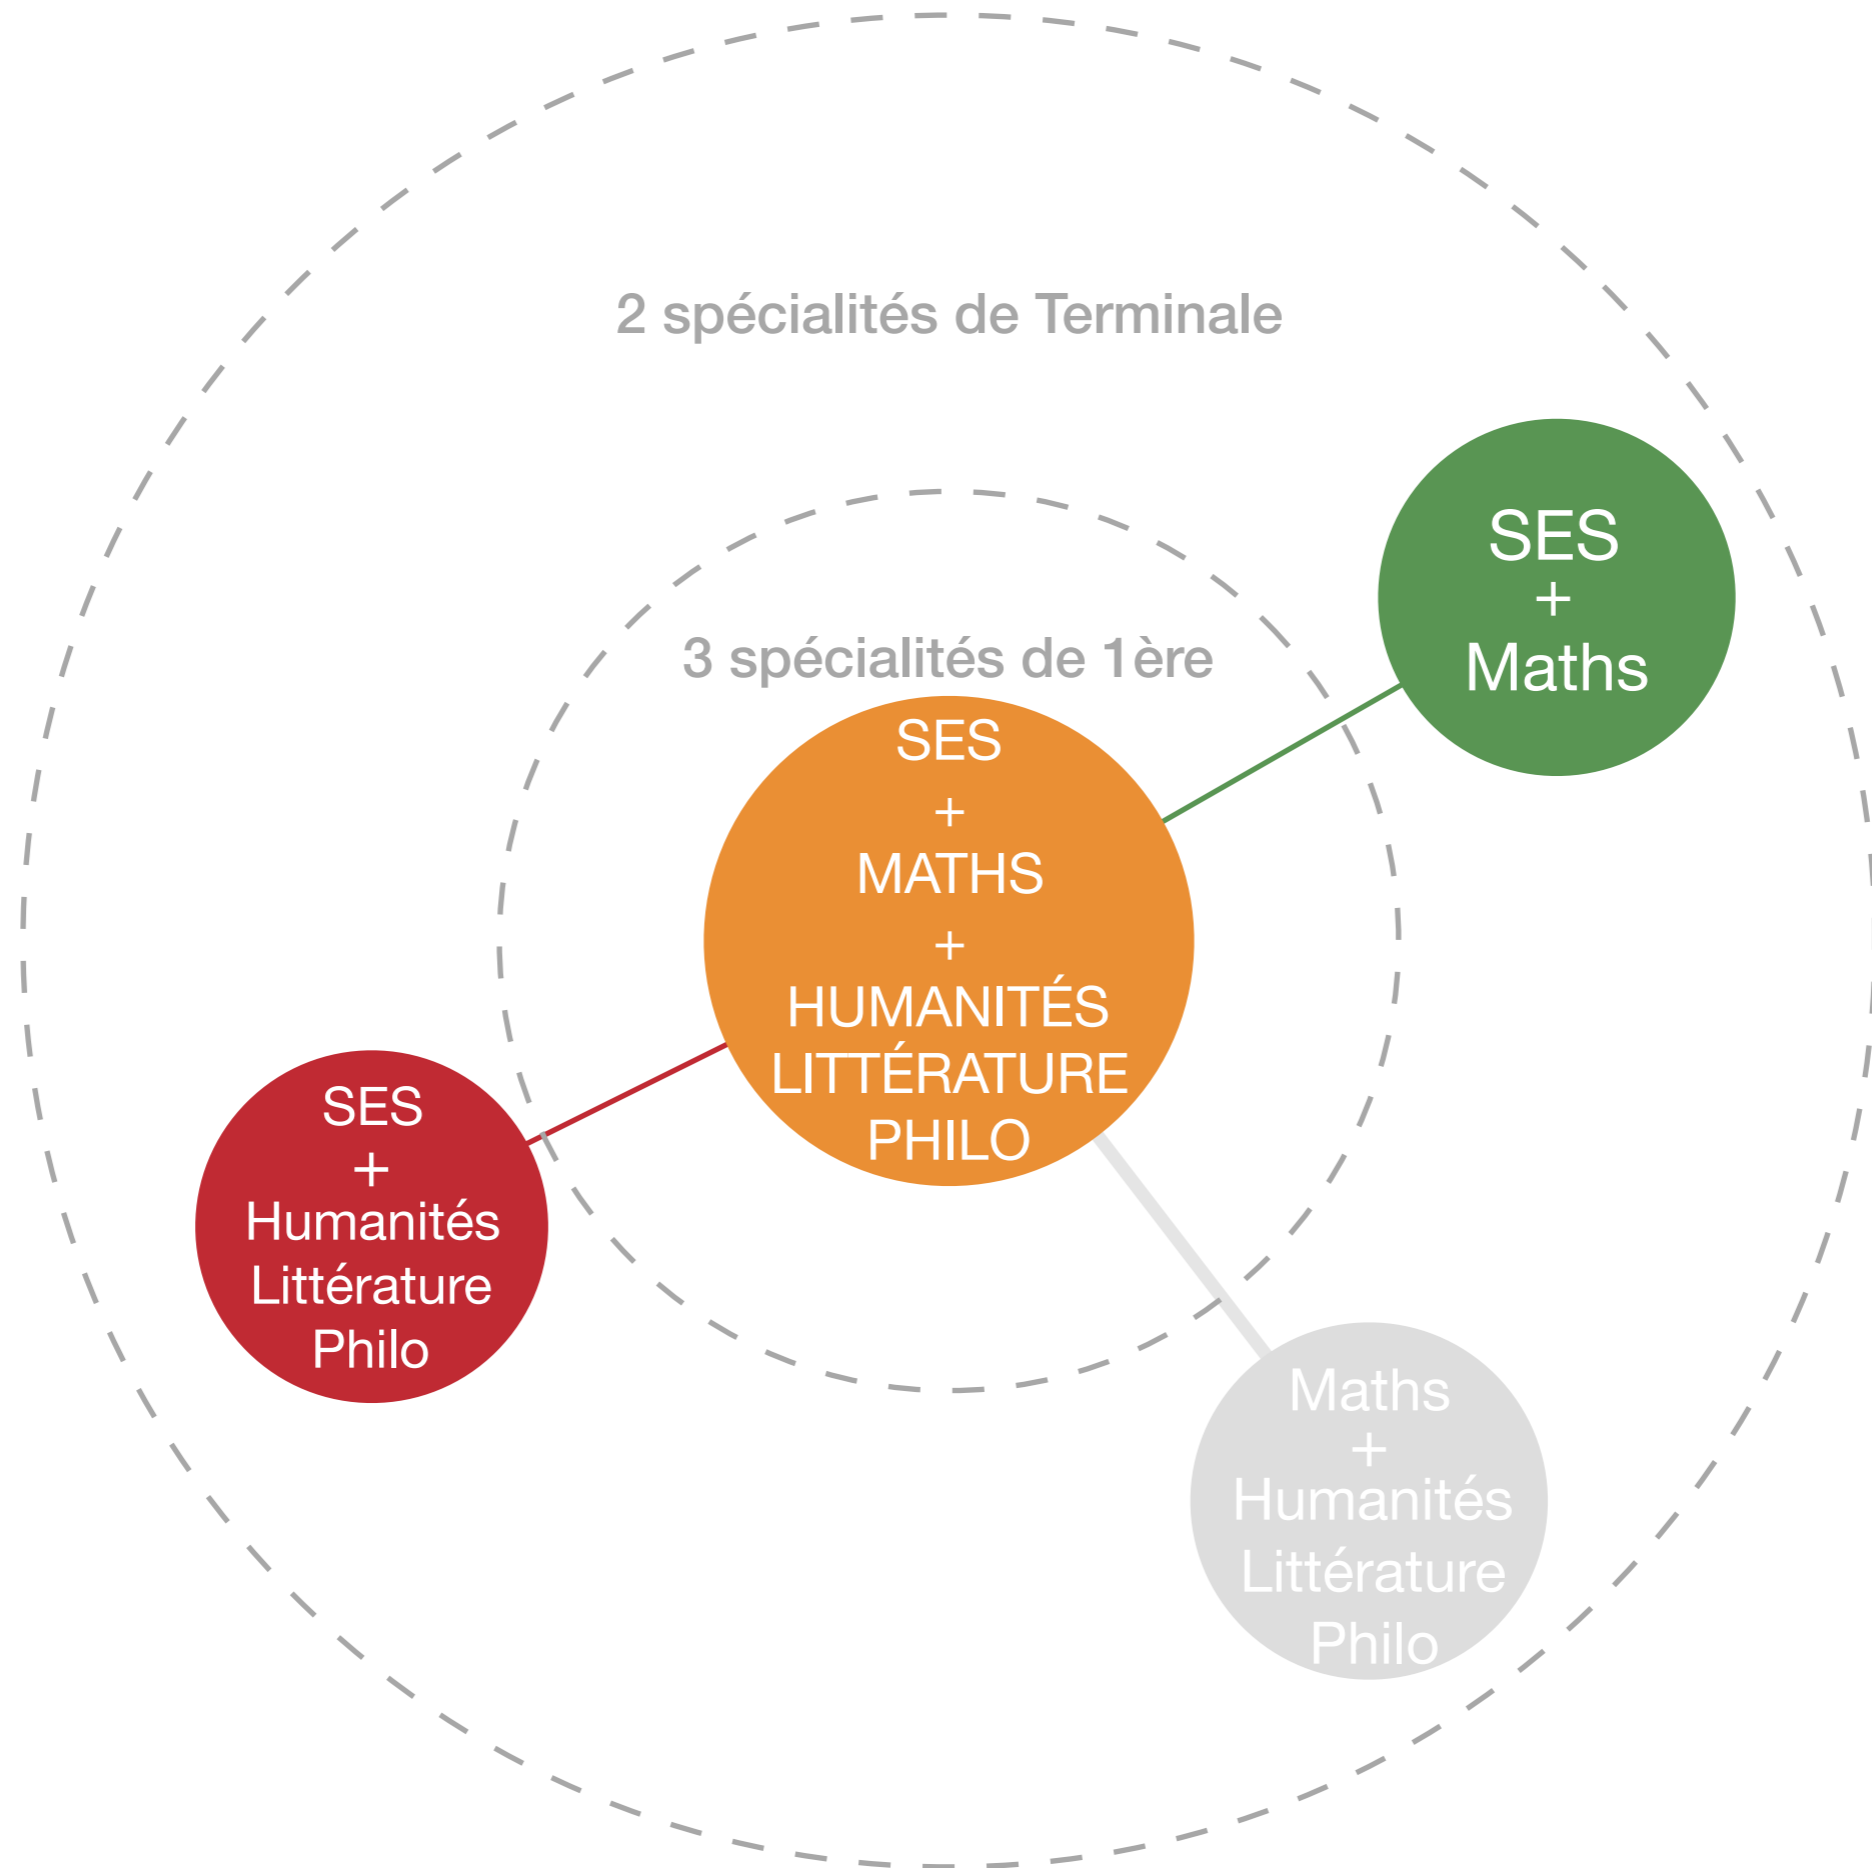 2 spécialités de Terminale
SES
+
Maths
3 spécialités de 1ère
SES
+
MATHS
+
HUMANITÉS
LITTÉRATURE
PHILO
SES
+
Humanités
Littérature
Philo
Maths
+
Humanités
Littérature
Philo